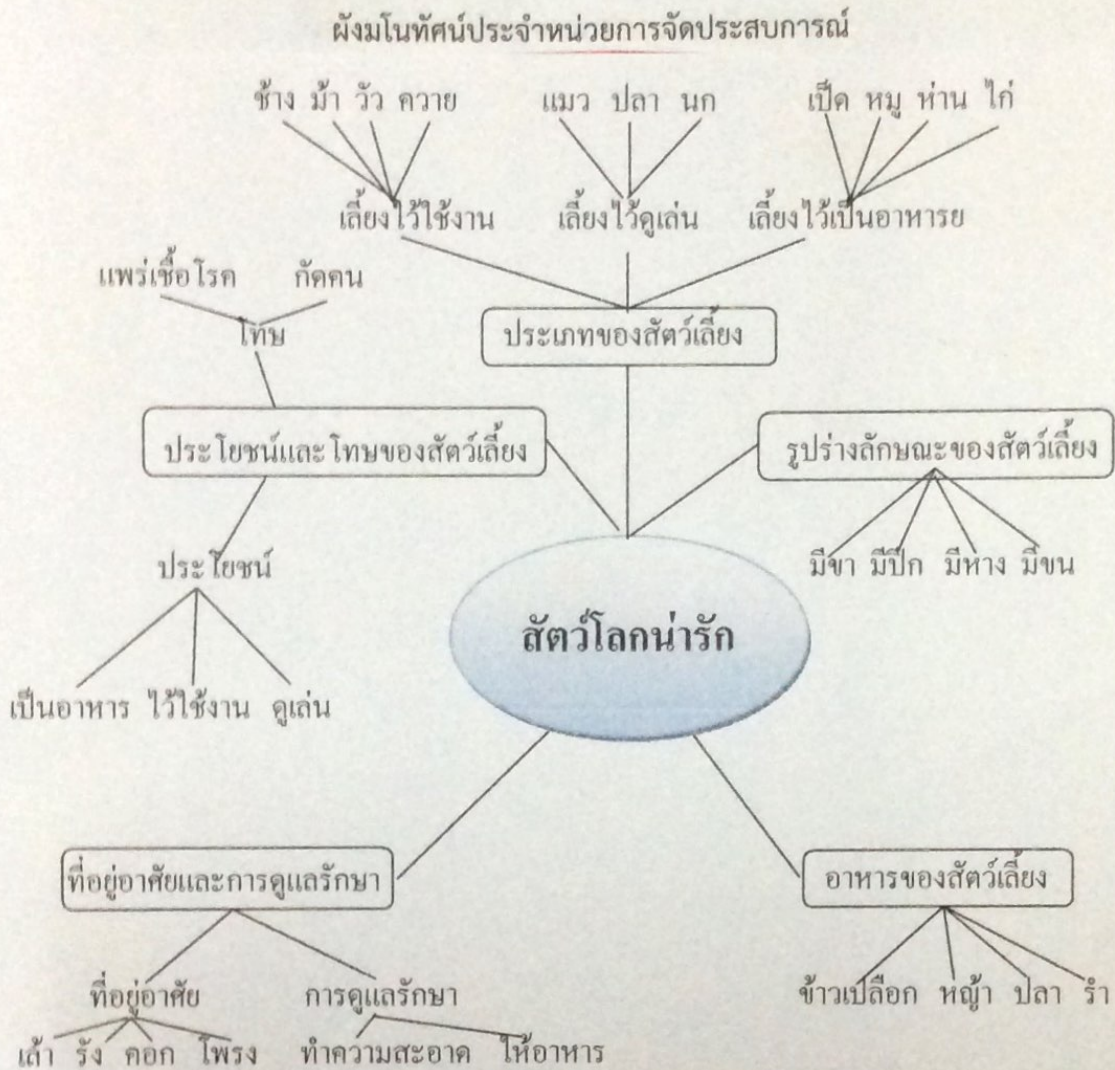 ผังมโนทัศน์ประจำหน่วยการจัดประสบการณ์
ช้าง ม้า วัว ควาย
แมว ปลา นก
เป็ด หมู ห่าน ไก่
เลี้ยงไว้ใช้งาน
เลี้ยงไว้ดูเล่น
เลี้ยงไว้เป็นอาหารย
แพร่เชื้อโรค กัดคน
โทษ
ประเภทของสัตว์เลี้ยง
ประโยชน์และโทษของสัตว์เลี้ยง
รูปร่างลักษณะของสัตว์เลี้ยง
ประโยชน์
มีขา มีปีก มีหาง มีขน
สัตว์โลกน่ารัก
เป็นอาหาร ไว้ใช้งาน ดูเล่น
ที่อยู่อาศัยและการดูแลรักษา
อาหารของสัตว์เลี้ยง
ที่อยู่อาศัย
การดูแลรักษา
ข้าวเปลือก หญ้า ปลา รำ
เล้า รัง คอก โพรง
ทำความสะอาด ให้อาหาร